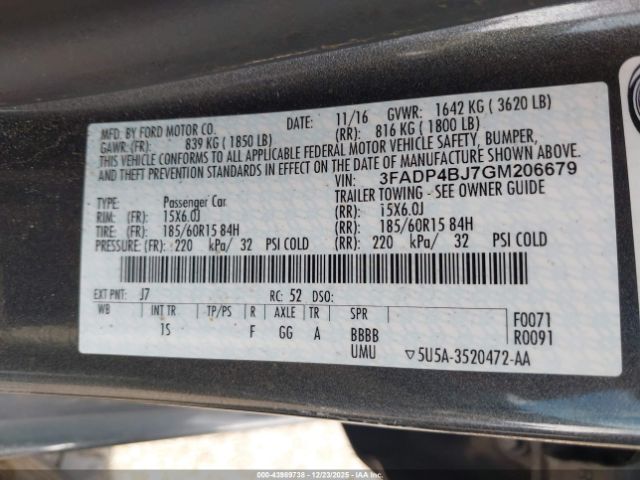 MFD. BY FORD MOTOR CO. DATE: 11/16 GVWR: 1642 KG ( 3620 LB)
GAWR: (FR): 839 KG ( 1850 LB) (RR): 816 KG ( 1800 LB)
THIS VEHICLE CONFORMS TO ALL APPLICABLE FEDERAL MOTOR VEHICLE SAFETY, BUMPER,
AND THEFT PREVENTION STANDARDS IN EFFECT ON THE DATE OF MANUFACTURE SHOWN ABOVE.
VIN: 3FADP4BJ7GM206679
TYPE: Passenger Car TRAILER TOWING - SEE OWNER GUIDE
RIM: (FR): 15X6.0J (RR): 15X6.0J
TIRES: (FR): 185/60R15 84H (RR): 185/60R15 84H
PRESSURE: (FR): 220 kPa/ 32 PSI COLD (RR): 220 kPa/ 32 PSI COLD
EXT PNT: J7 RC: 52 DSO:
WB INT TR TP/PS R AXLE TR SPR F0071
1S F GG A BBBB R0091
UMU ▽5U5A-3520472-AA
000-43869738 - 12/23/2025 - IAAI.COM